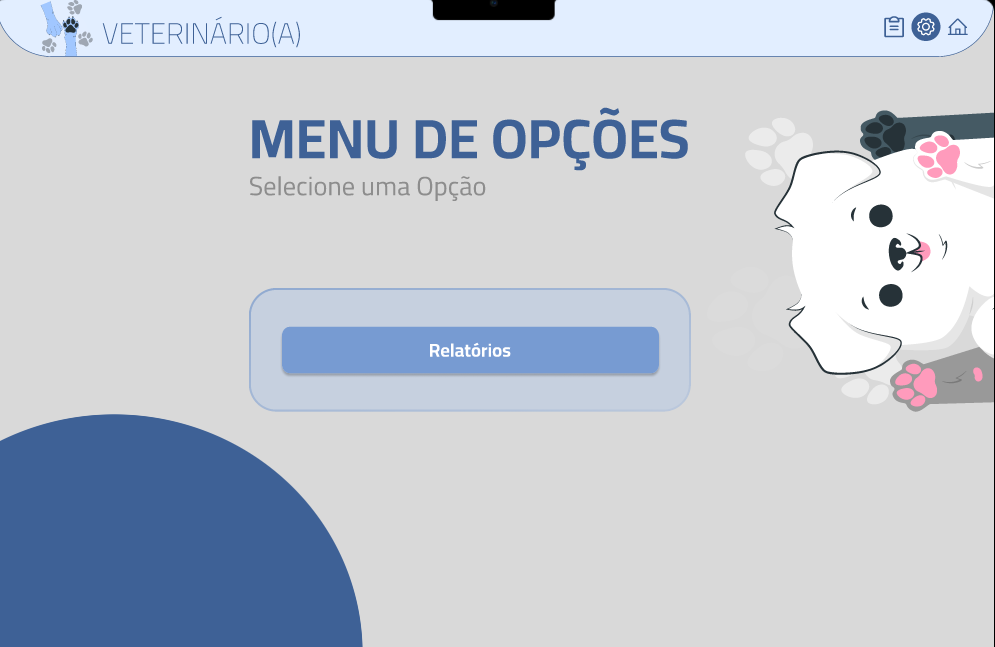 VETERINÁRIO(A)
MENU DE OPÇÕES
Selecione uma Opção
Relatórios